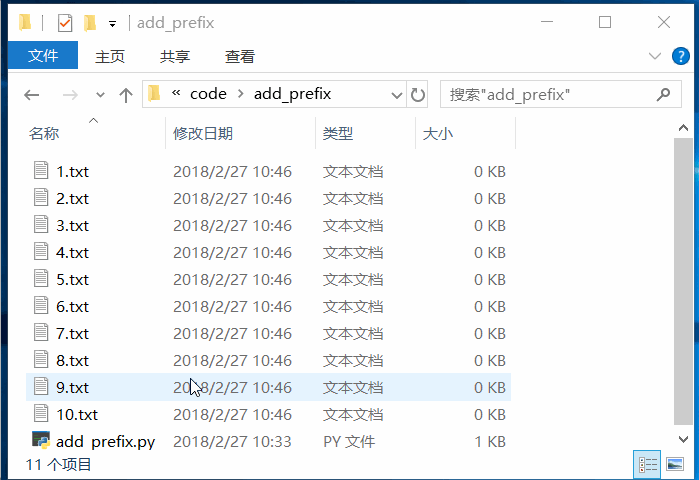 add_prefix
文件 主页 共享 查看
« code > add_prefix 搜索"add_prefix"
名称 修改日期 类型 大小
1.txt 2018/2/27 10:46 文本文档 0 KB
2.txt 2018/2/27 10:46 文本文档 0 KB
3.txt 2018/2/27 10:46 文本文档 0 KB
4.txt 2018/2/27 10:46 文本文档 0 KB
5.txt 2018/2/27 10:46 文本文档 0 KB
6.txt 2018/2/27 10:46 文本文档 0 KB
7.txt 2018/2/27 10:46 文本文档 0 KB
8.txt 2018/2/27 10:46 文本文档 0 KB
9.txt 2018/2/27 10:46 文本文档 0 KB
10.txt 2018/2/27 10:46 文本文档 0 KB
add_prefix.py 2018/2/27 10:33 PY 文件 1 KB
11 个项目